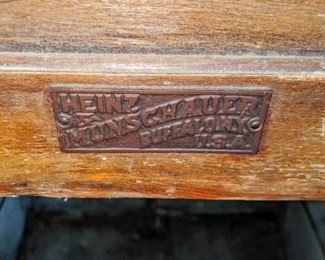 HEINZ
& MUNSCHAUER
BUFFALO N.Y.
U.S.A.